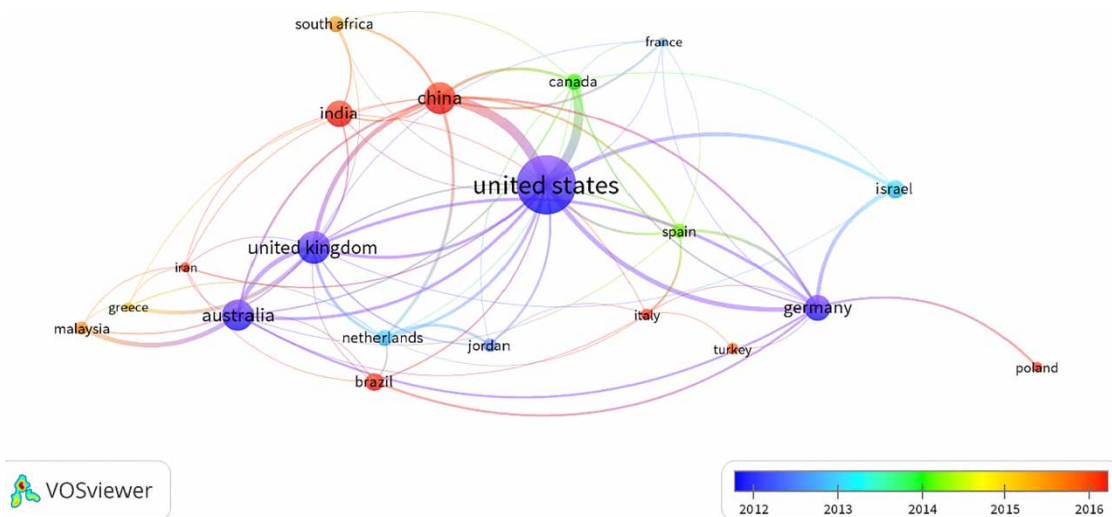 south africa
france
canada
china
india
united states
israel
spain
united kingdom
iran
greece
germany
australia
italy
malaysia
netherlands
jordan
turkey
poland
brazil
VOSviewer
2012 2013 2014 2015 2016